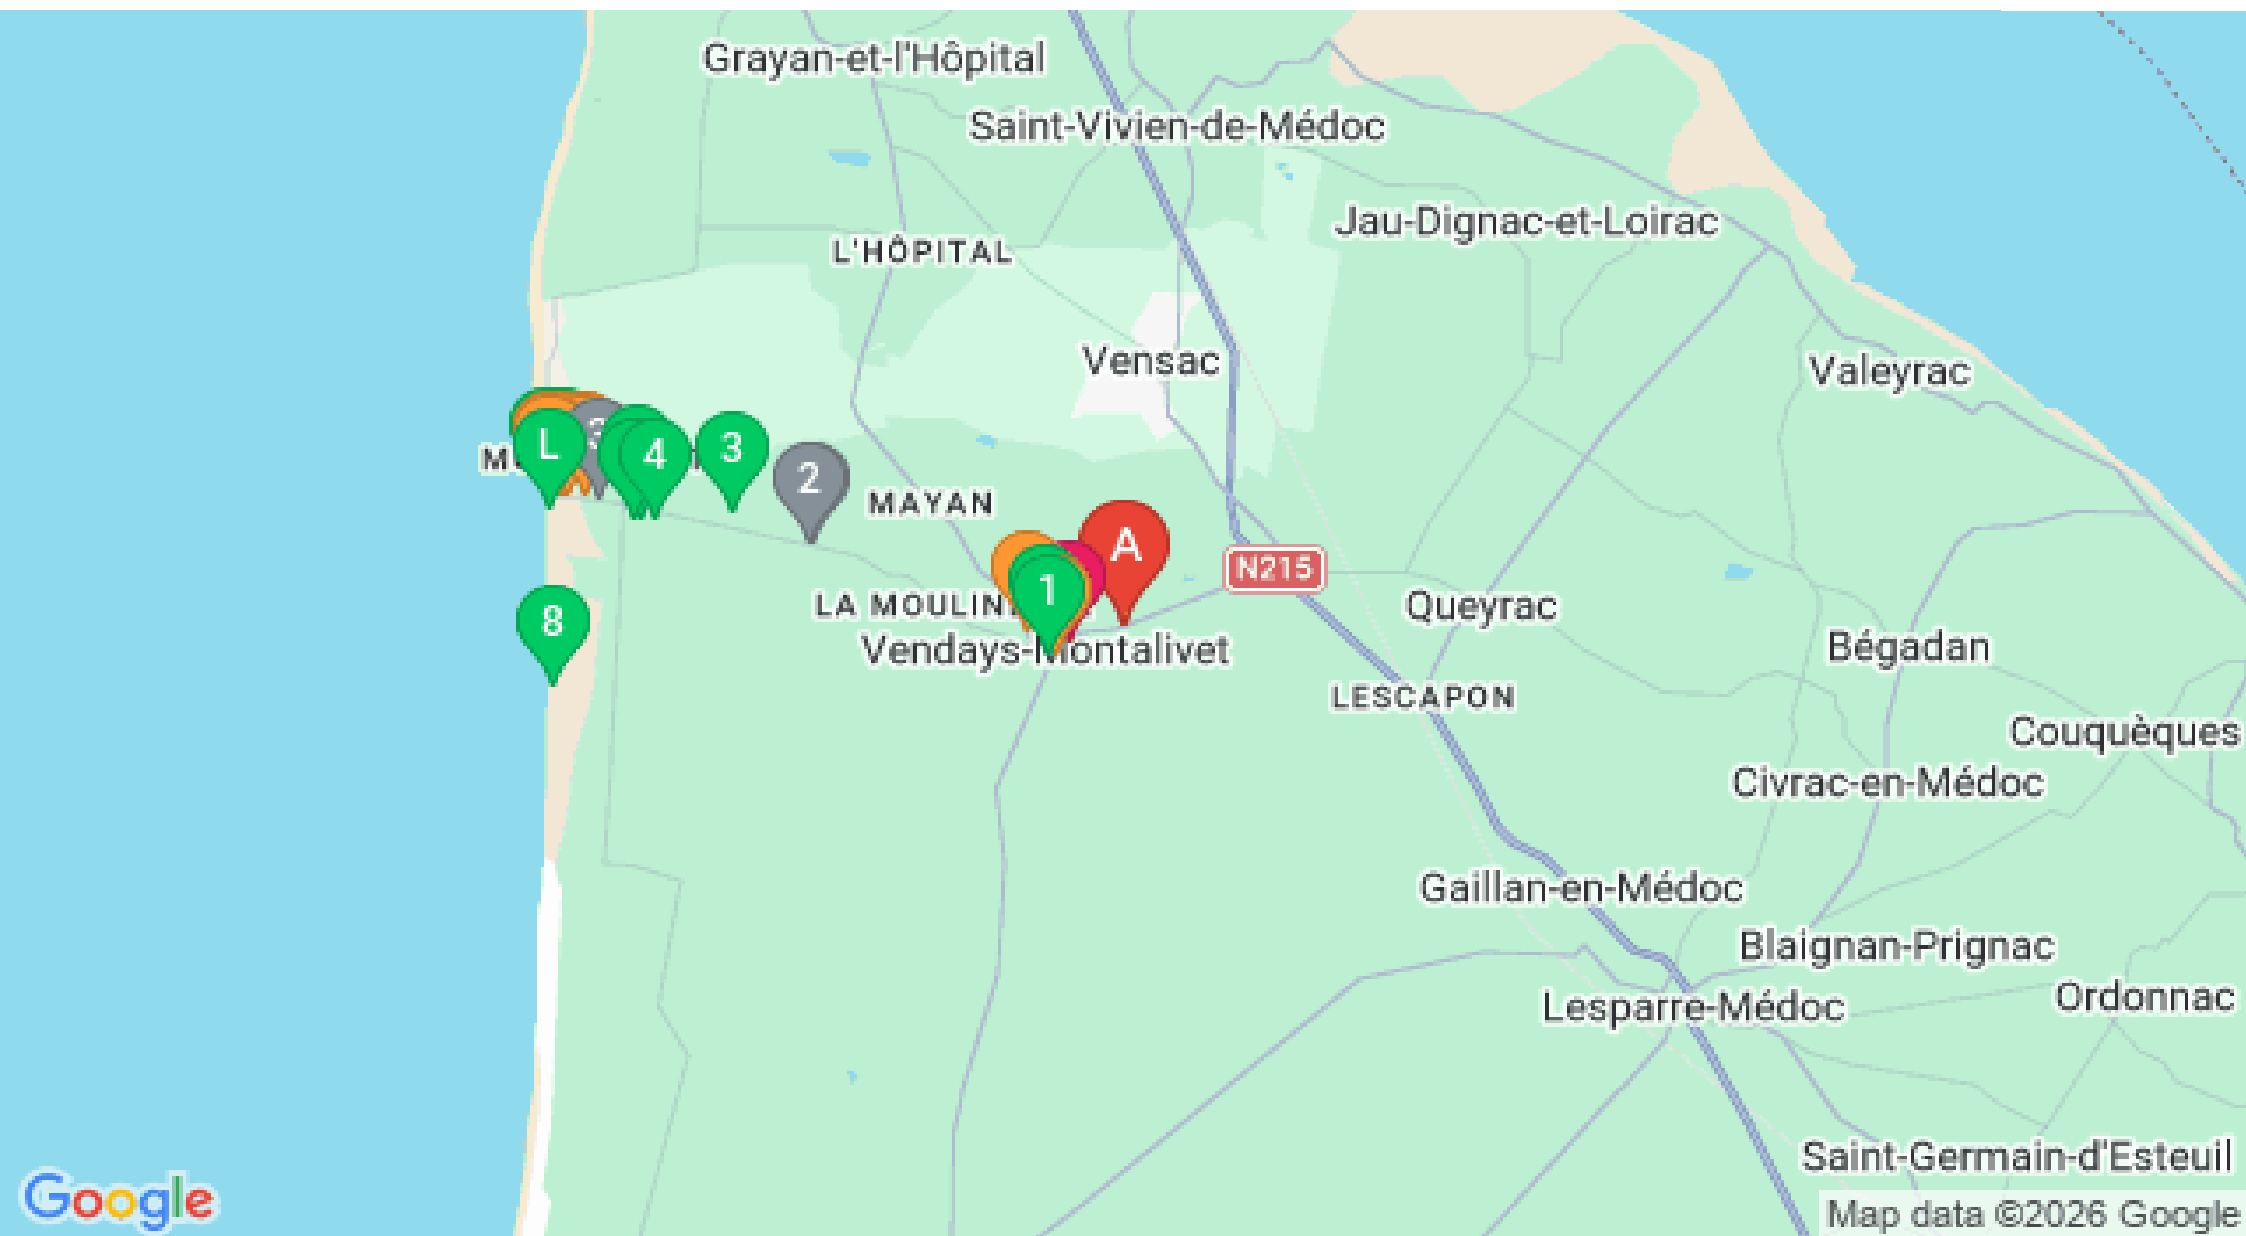 Grayan-et-l'Hôpital
Saint-Vivien-de-Médoc
Jau-Dignac-et-Loirac
L'HÔPITAL
Vensac
Valeyrac
L
4
3
2
MAYAN
A
N215
1
LA MOULIN
Queyrac
8
Vendays-Montalivet
Bégadan
LESCAPON
Couquèques
Civrac-en-Médoc
Gaillan-en-Médoc
Blaignan-Prignac
Ordonnac
Lesparre-Médoc
Saint-Germain-d'Esteuil
Google
Map data ©2026 Google